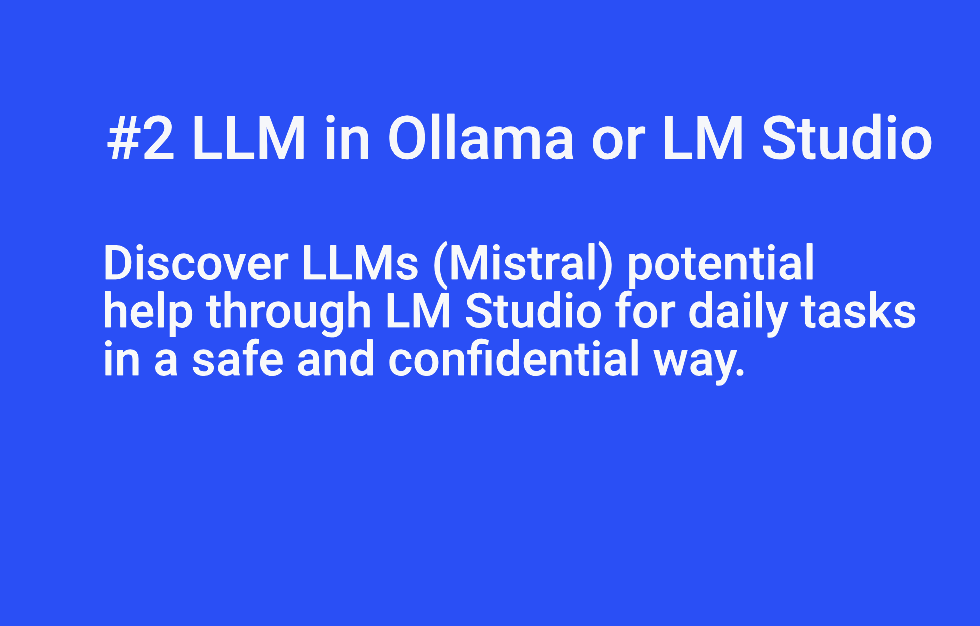 #2 LLM in Ollama or LM Studio
Discover LLMs (Mistral) potential
help through LM Studio for daily tasks
in a safe and confidential way.